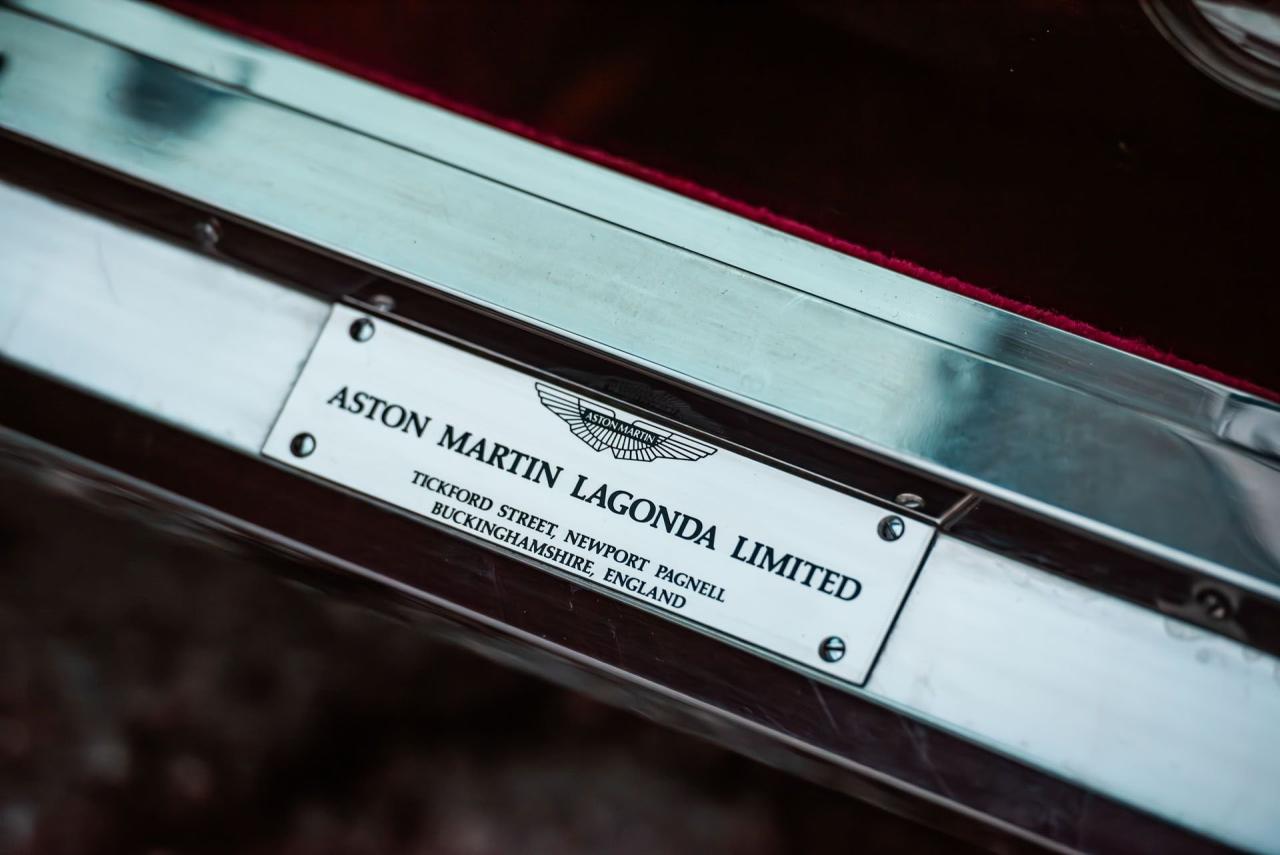 ASTON MARTIN
ASTON MARTIN LAGONDA LIMITED
TICKFORD STREET, NEWPORT PAGNELL
BUCKINGHAMSHIRE, ENGLAND